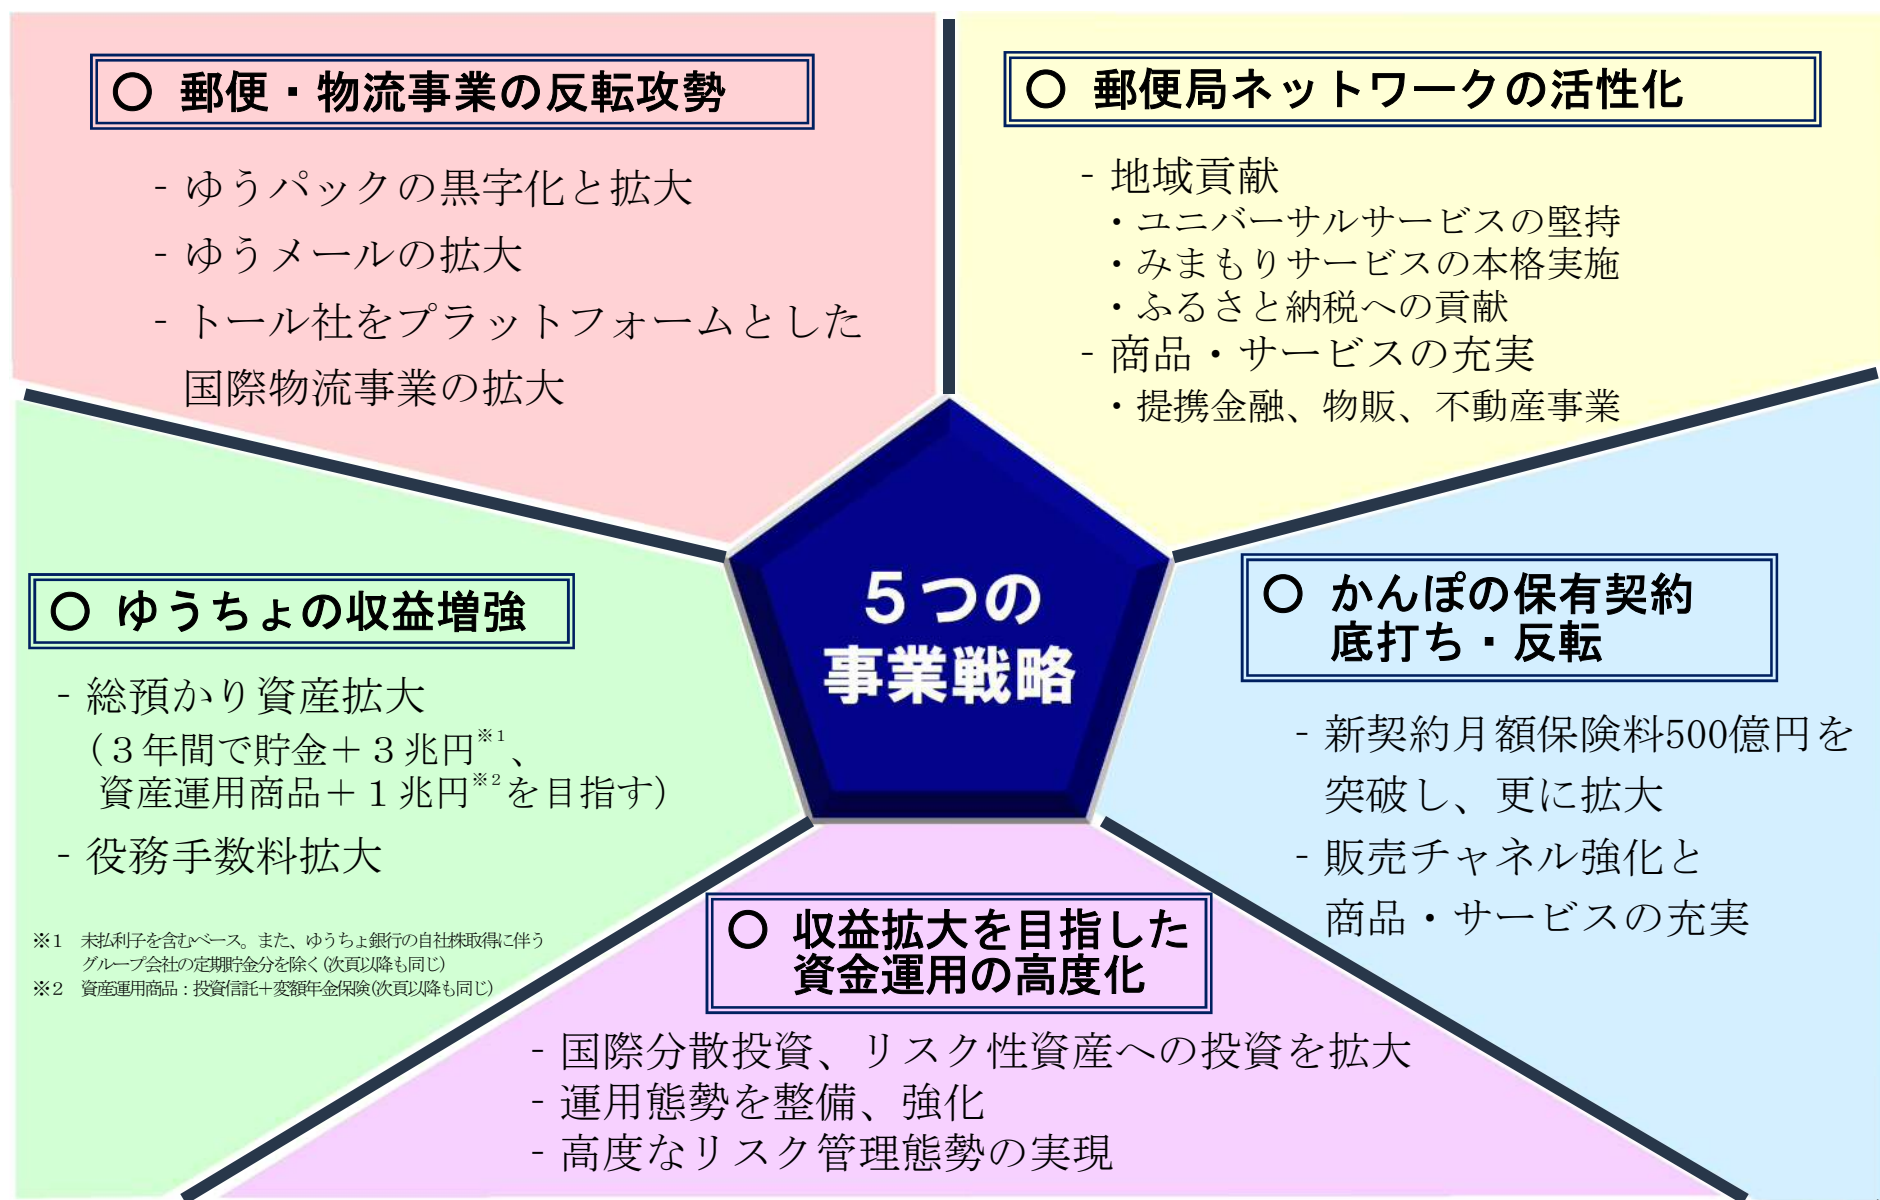 〇 郵便・物流事業の反転攻勢
- ゆうパックの黒字化と拡大
- ゆうメールの拡大
- トール社をプラットフォームとした
国際物流事業の拡大
〇 郵便局ネットワークの活性化
- 地域貢献
・ユニバーサルサービスの堅持
・みまもりサービスの本格実施
・ふるさと納税への貢献
- 商品・サービスの充実
・提携金融、物販、不動産事業
5つの
事業戦略
〇 ゆうちょの収益増強
- 総預かり資産拡大
(3年間で貯金+3兆円※1、
資産運用商品+1兆円※2を目指す)
- 役務手数料拡大
※1 未払利子を含むベース。また、ゆうちょ銀行の自社株取得に伴う
グループ会社の定期貯金分を除く(次頁以降も同じ)
※2 資産運用商品:投資信託+変額年金保険(次頁以降も同じ)
〇 かんぽの保有契約
底打ち・反転
- 新契約月額保険料500億円を
突破し、更に拡大
- 販売チャネル強化と
商品・サービスの充実
〇 収益拡大を目指した
資金運用の高度化
- 国際分散投資、リスク性資産への投資を拡大
- 運用態勢を整備、強化
- 高度なリスク管理態勢の実現